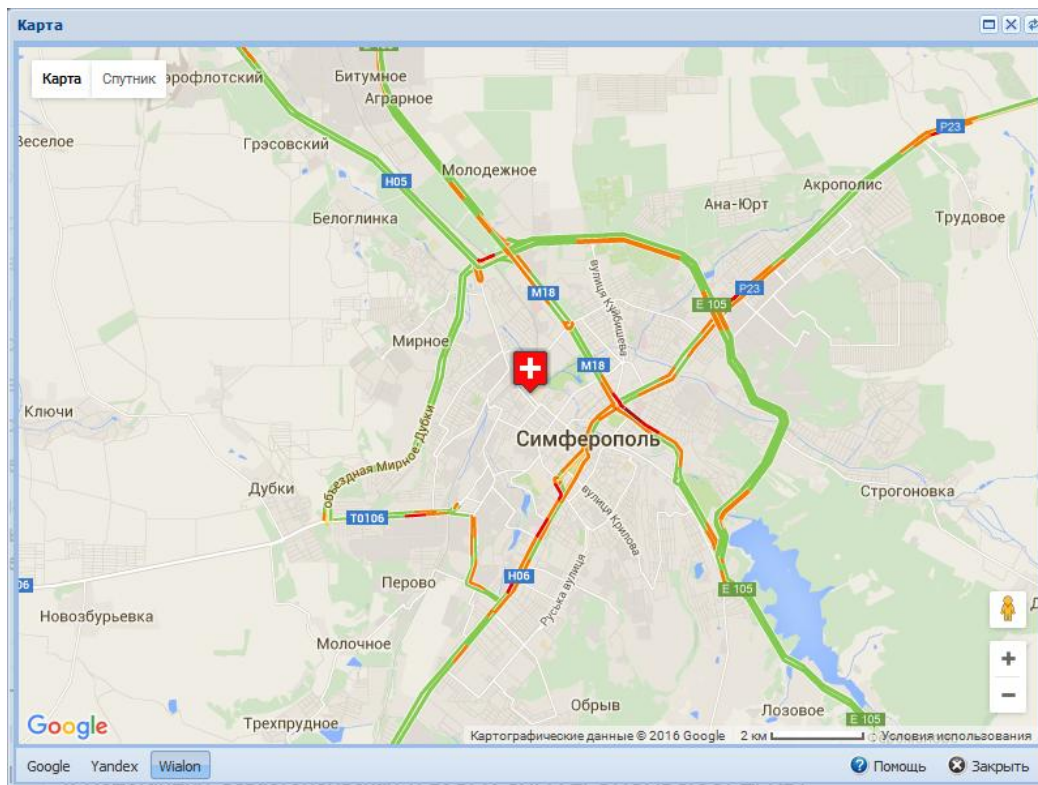 Карта
E 105
Карта Спутник
эрофлотский
Битумное
Аграрное
P23
Веселое
Грэсовский
Молодежное
H05
Акрополис
Белоглинка
Ана-Юрт
Трудовое
M18
вулиця Куйбишева
P23
E 105
Мирное
M18
Ключи
Симферополь
объездная Мирное-Дубки
Дубки
Строгоновка
T0106
вулиця Крилова
H06
Перово
Руська вулиця
E 105
06
Новозбурьевка
Д
Молочное
Обрыв
Лозовое
E 105
Трехпрудное
Google
Картографические данные © 2016 Google 2 км Условия использования
Google Yandex Wialon Помощь Закрыть